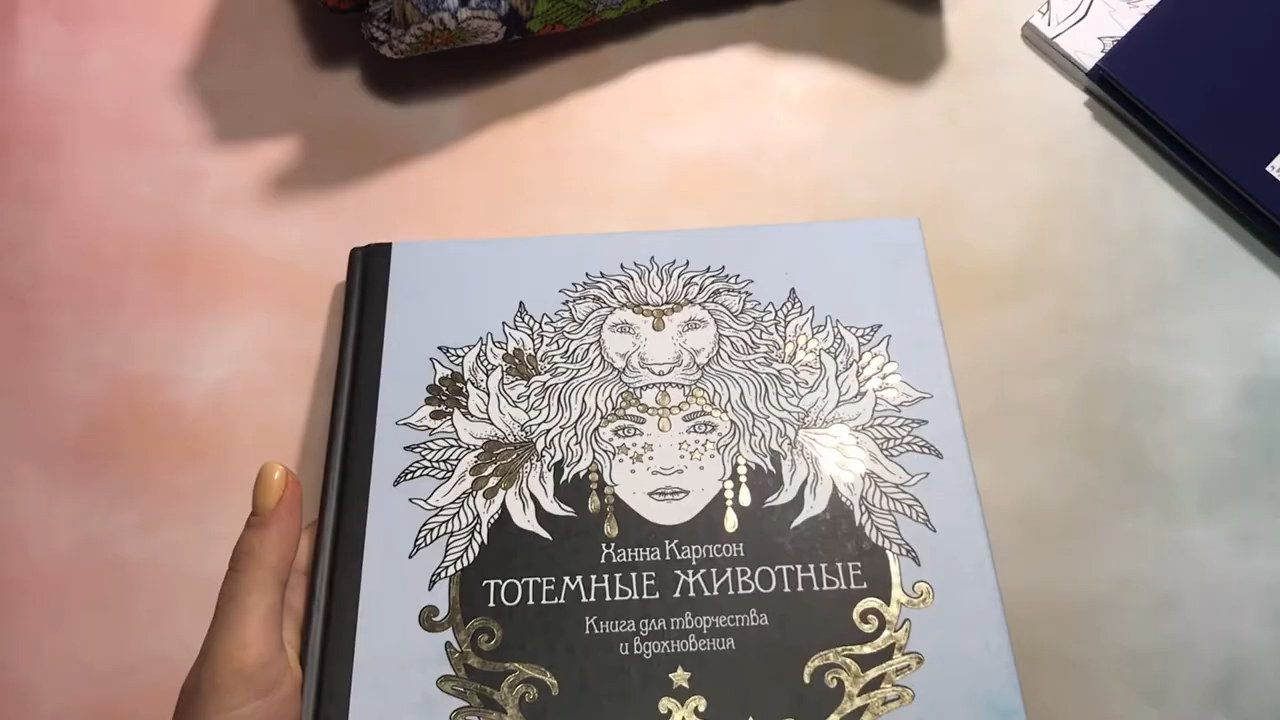 Ханна Карлсон
ТОТЕМНЫЕ ЖИВОТНЫЕ
Книга для творчества
и вдохновения